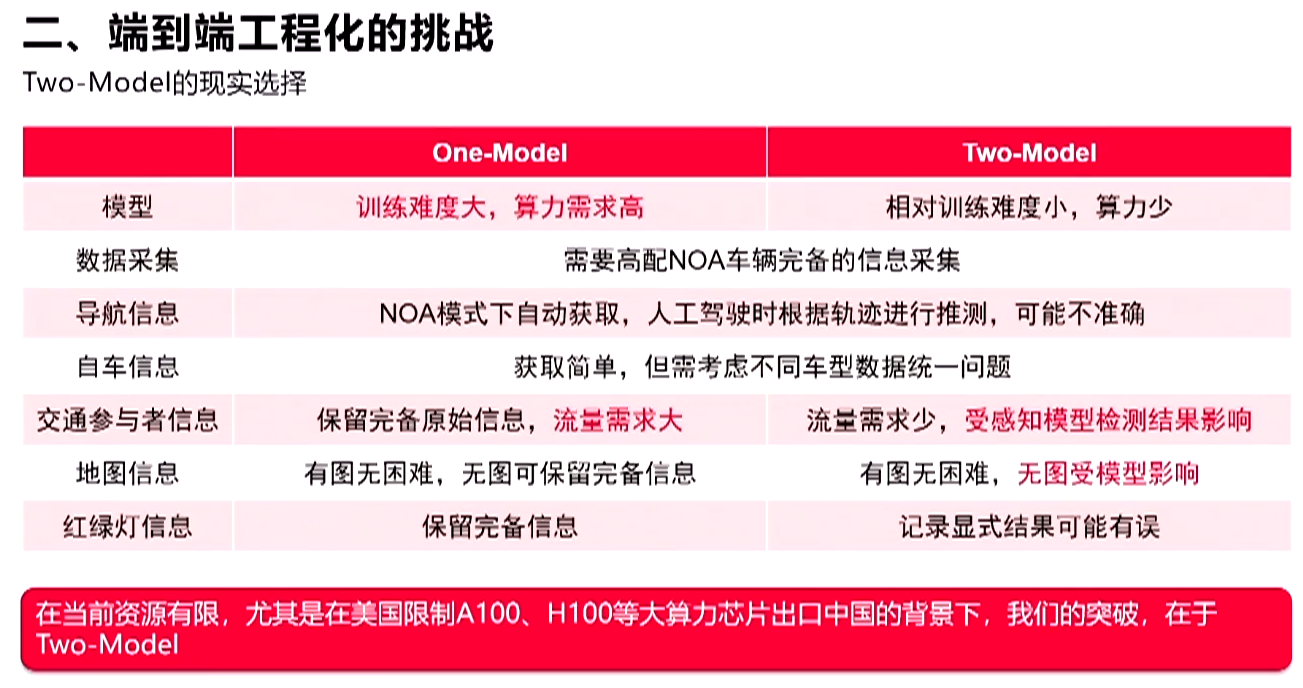 二、端到端工程化的挑战
Two-Model的现实选择
One-Model Two-Model
模型 训练难度大，算力需求高 相对训练难度小，算力少
数据采集 需要高配NOA车辆完备的信息采集
导航信息 NOA模式下自动获取，人工驾驶时根据轨迹进行推测，可能不准确
自车信息 获取简单，但需考虑不同车型数据统一问题
交通参与者信息 保留完备原始信息，流量需求大 流量需求少，受感知模型检测结果影响
地图信息 有图无困难，无图可保留完备信息 有图无困难，无图受模型影响
红绿灯信息 保留完备信息 记录显式结果可能有误
在当前资源有限，尤其是在美国限制A100、H100等大算力芯片出口中国的背景下，我们的突破，在于
Two-Model